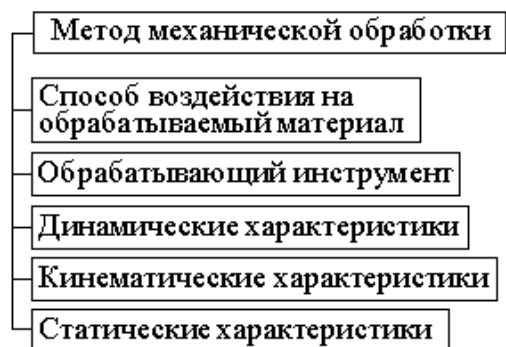 Метод механической обработки
Способ воздействия на
обрабатываемый материал
Обрабатывающий инструмент
Динамические характеристики
Кинематические характеристики
Статические характеристики